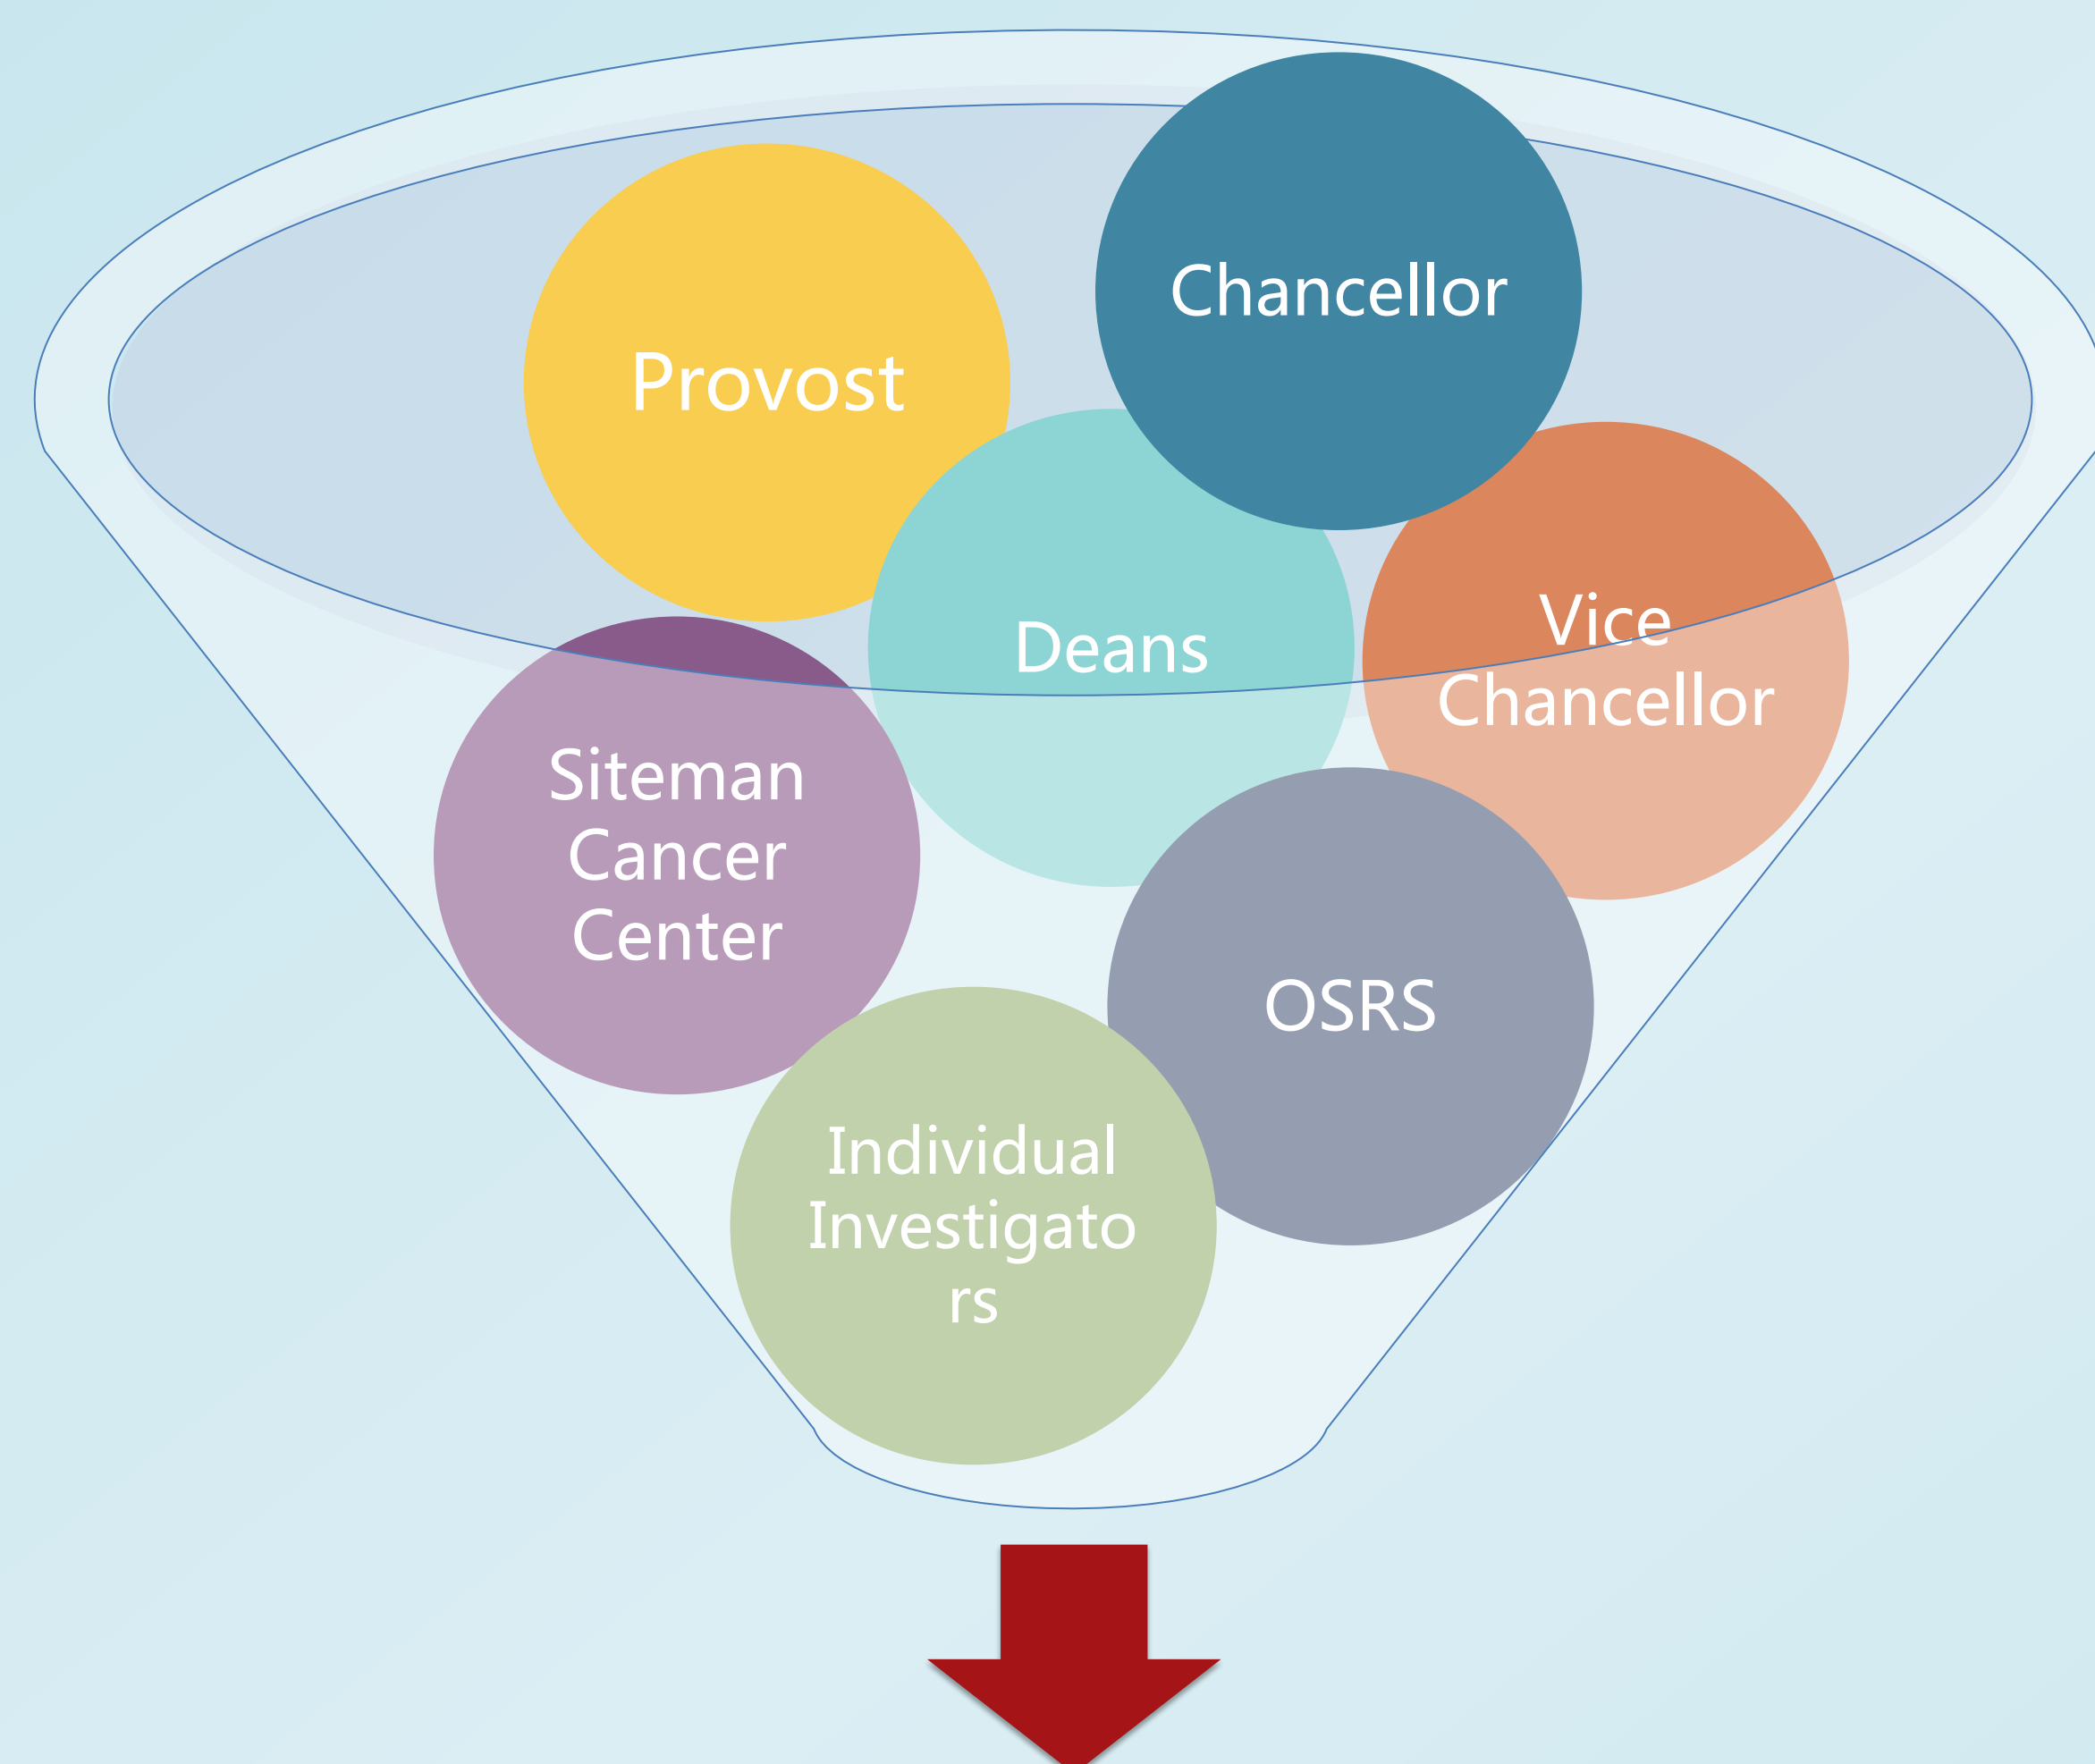 Chancellor
Provost
Deans
Vice
Chancellor
Siteman
Cancer
Center
OSRS
Individual
Investigato
rs